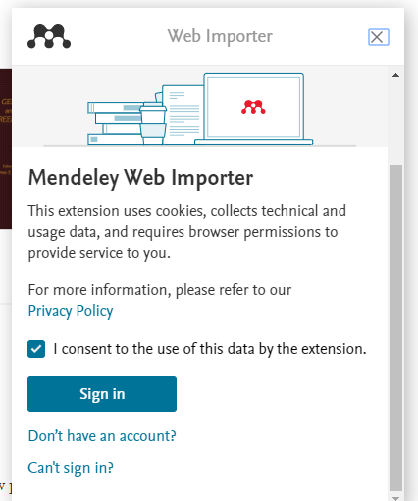 Web Importer
Mendeley Web Importer
This extension uses cookies, collects technical and
usage data, and requires browser permissions to
provide service to you.
For more information, please refer to our
Privacy Policy
I consent to the use of this data by the extension.
Sign in
Don't have an account?
Can't sign in?